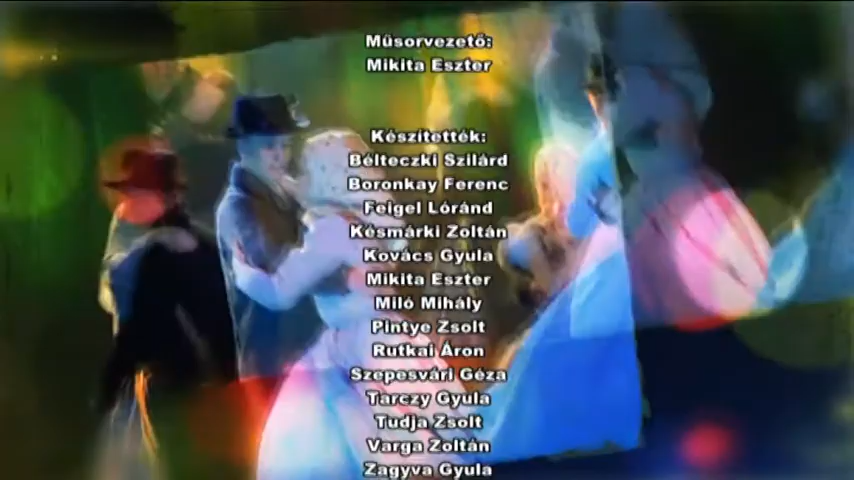 Műsorvezető:
Mikita Eszter
Készítették:
Bélteczki Szilárd
Boronkay Ferenc
Feigel Lóránd
Késmárki Zoltán
Kovács Gyula
Mikita Eszter
Miló Mihály
Pintye Zsolt
Rutkai Áron
Szepesvári Géza
Tarczy Gyula
Tudja Zsolt
Varga Zoltán
Zagyva Gyula